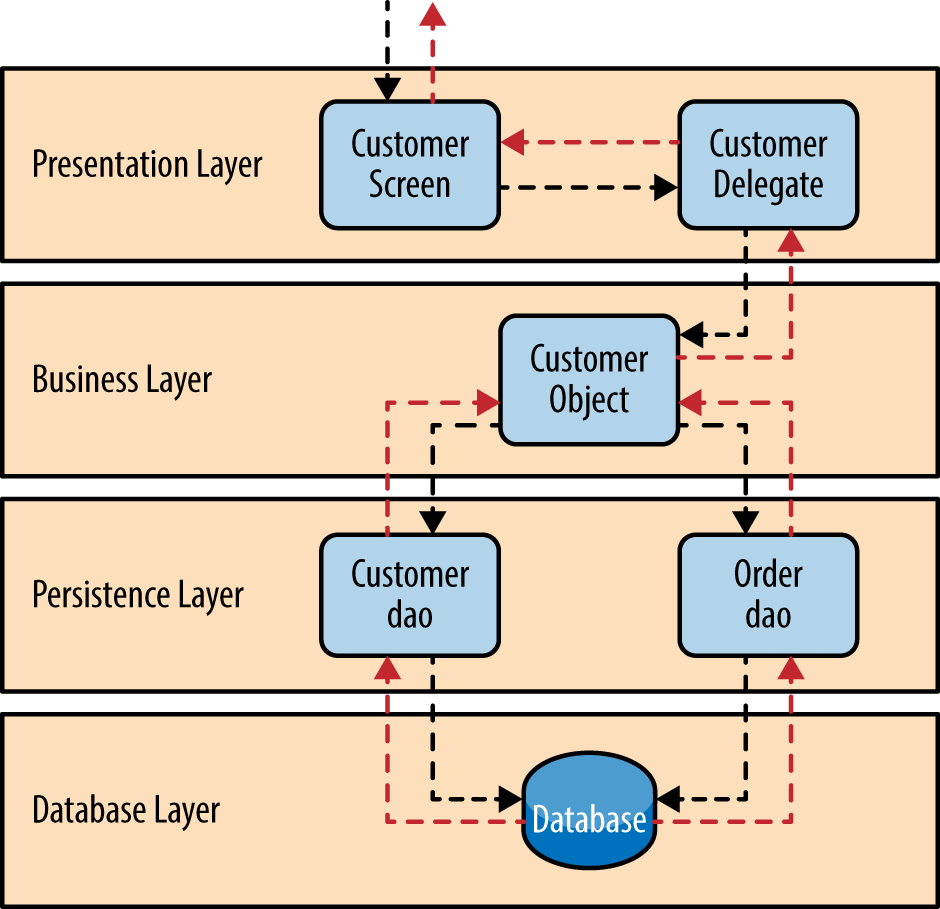 Presentation Layer
Customer
Screen
Customer
Delegate
Business Layer
Customer
Object
Persistence Layer
Customer
dao
Order
dao
Database Layer
Database